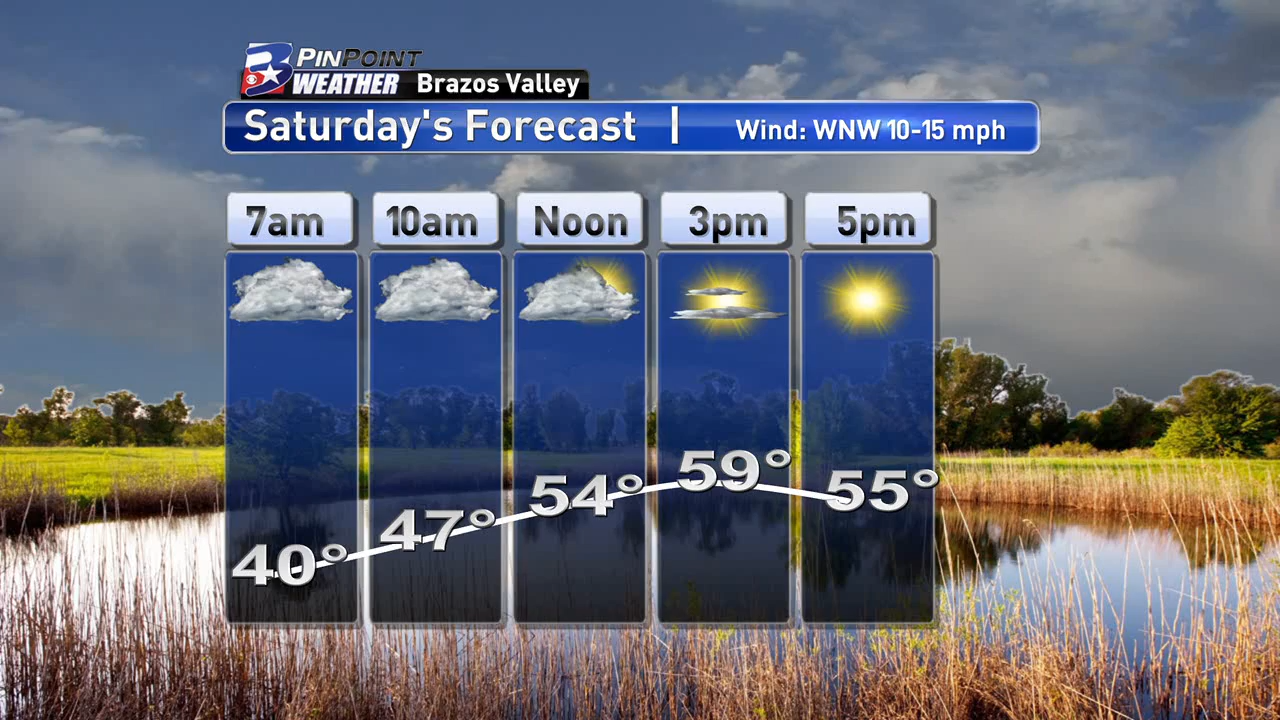 PINPOINT
WEATHER Brazos Valley
Saturday's Forecast | Wind: WNW 10-15 mph
7am 10am Noon 3pm 5pm
40° 47° 54° 59° 55°